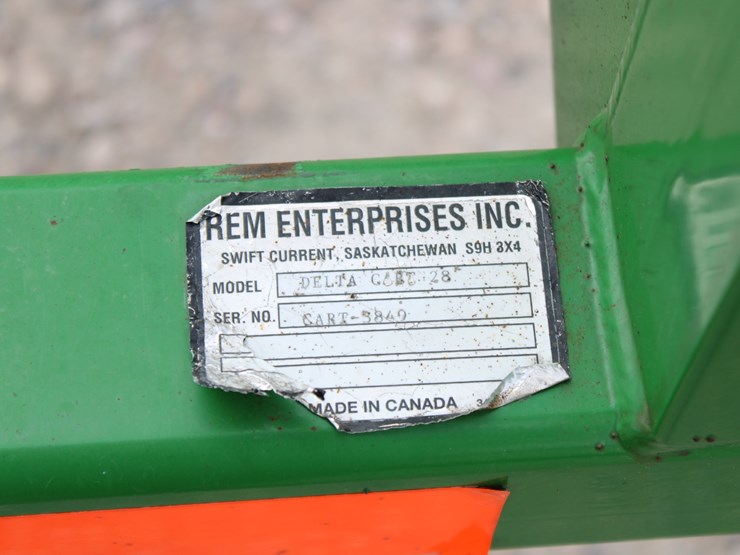 REM ENTERPRISES INC.
SWIFT CURRENT, SASKATCHEWAN S9H 3X4
MODEL DELTA CART 28'
SER. NO. CART-3849
MADE IN CANADA